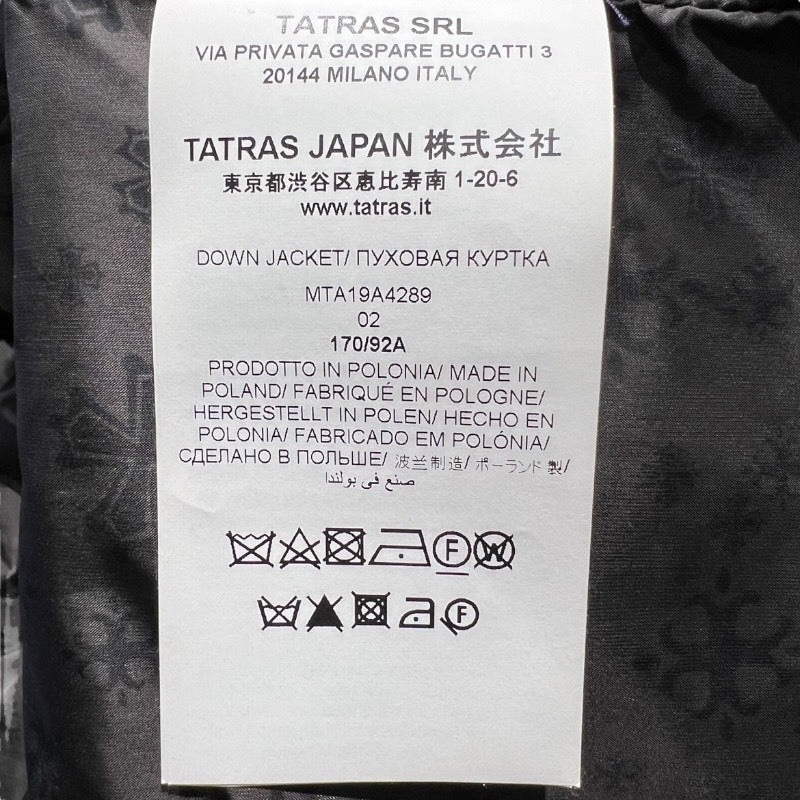 TATRAS SRL
VIA PRIVATA GASPARE BUGATTI 3
20144 MILANO ITALY
TATRAS JAPAN 株式会社
東京都渋谷区恵比寿南 1-20-6
www.tatras.it
DOWN JACKET/ ПУХОВАЯ КУРТКА
MTA19A4289
02
170/92A
PRODOTTO IN POLONIA/ MADE IN
POLAND/ FABRIQUÉ EN POLOGNE/
HERGESTELLT IN POLEN/ HECHO EN
POLONIA/ FABRICADO EM POLÓNIA/
СДЕЛАНО В ПОЛЬШЕ/ 波兰制造/ ポーランド 製/
صنع في بولندا
F W
F